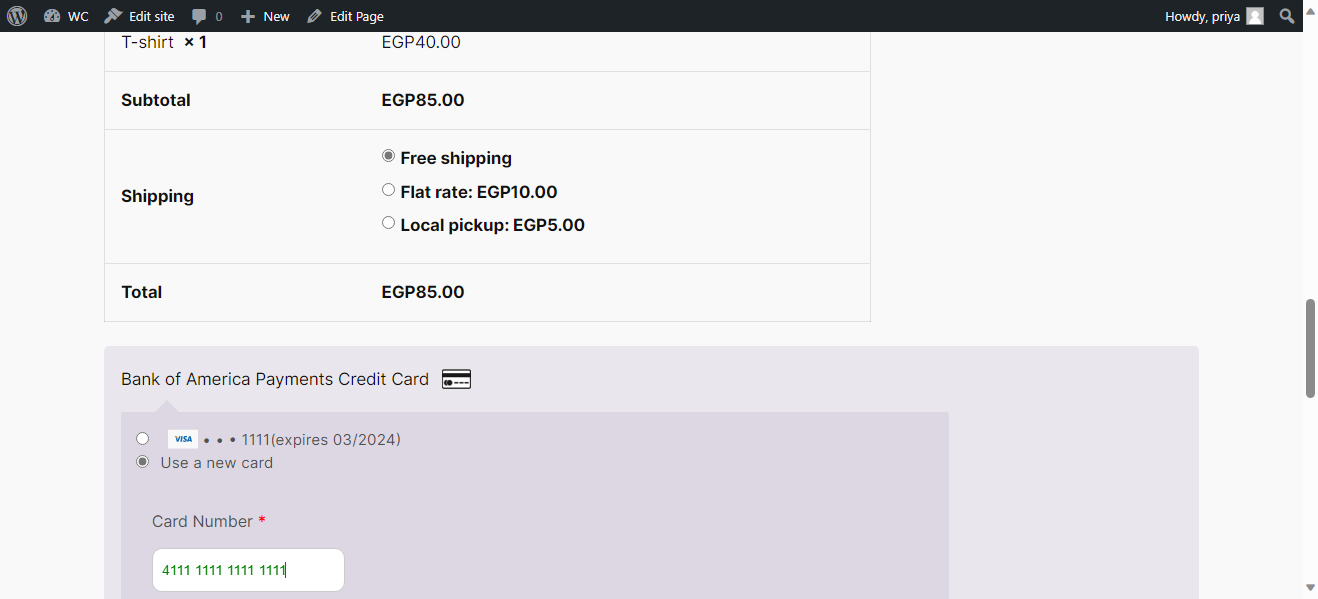 WC Edit site 0 New Edit Page Howdy, priya
T-shirt × 1 EGP40.00
Subtotal EGP85.00
Free shipping
Flat rate: EGP10.00
Shipping
Local pickup: EGP5.00
Total EGP85.00
Bank of America Payments Credit Card
VISA • • • 1111(expires 03/2024)
Use a new card
Card Number *
4111 1111 1111 1111